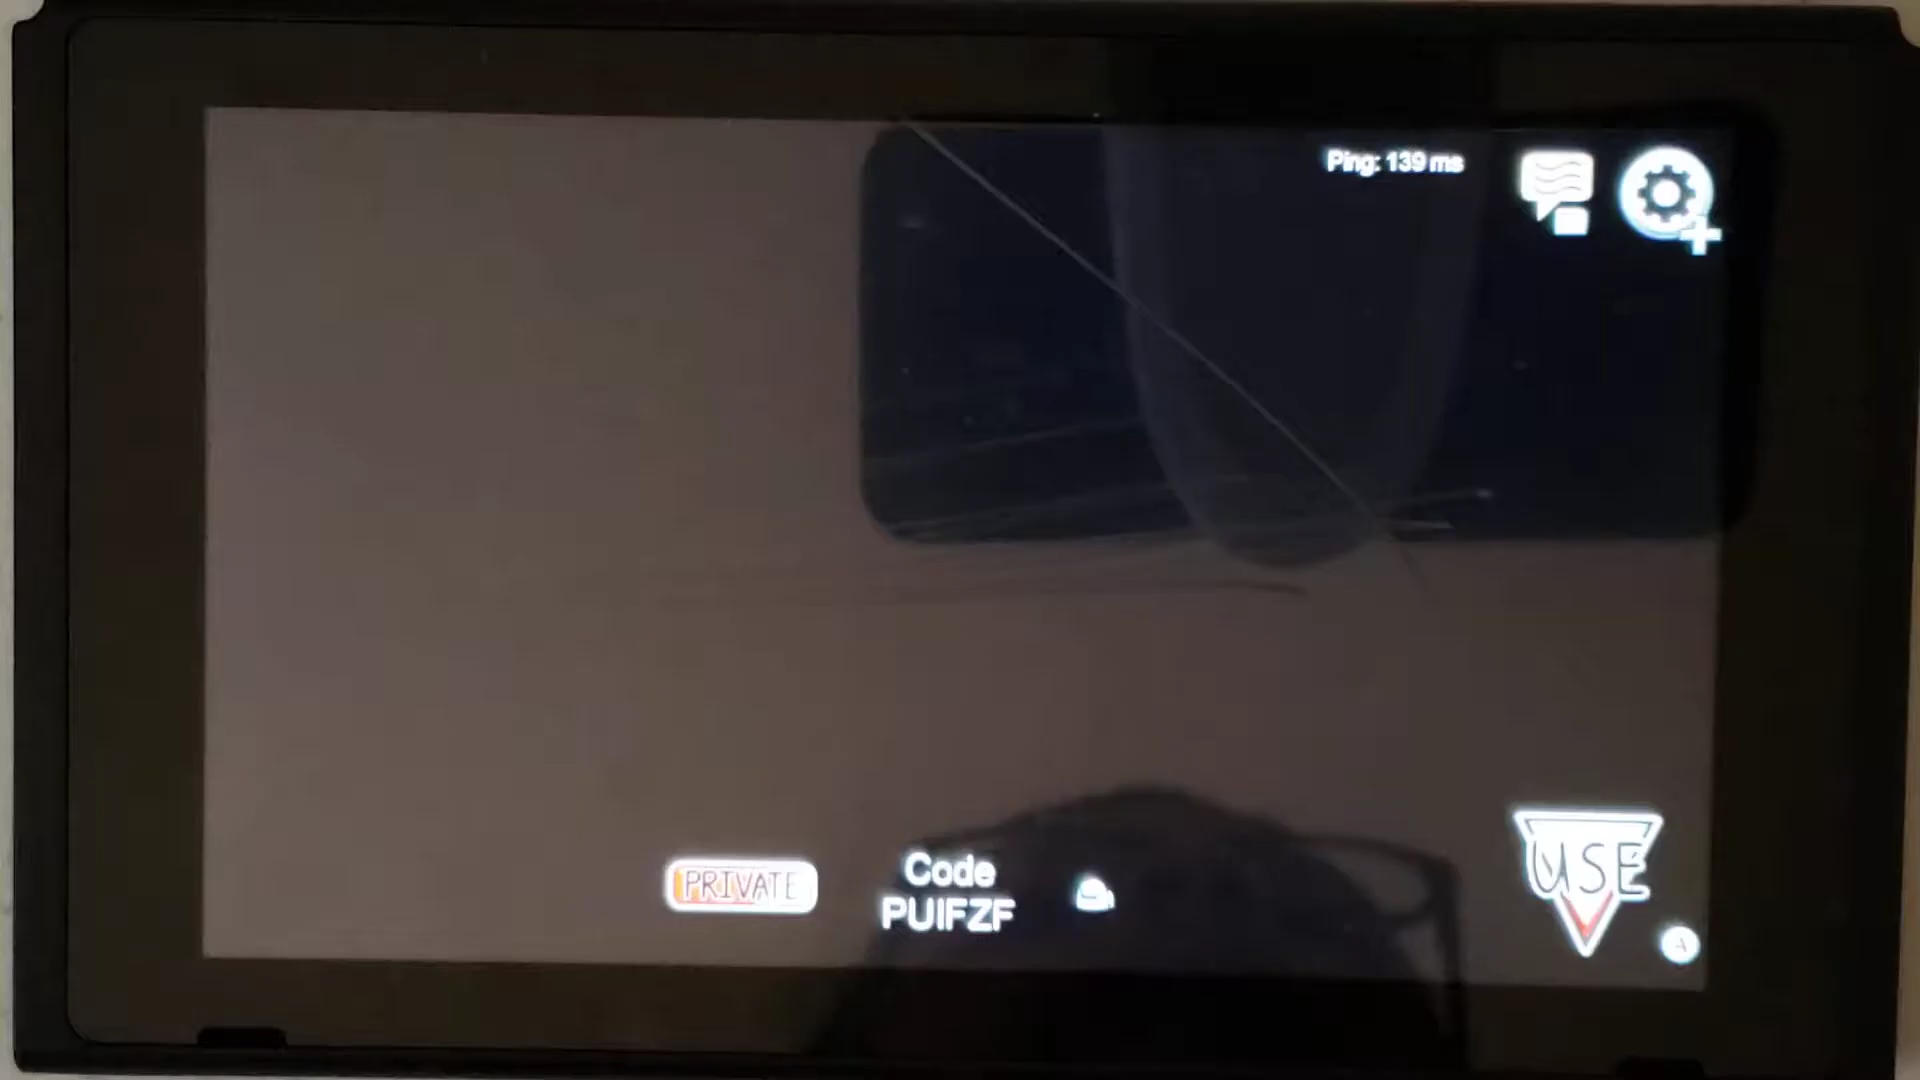 Ping: 139 ms
PRIVATE
Code
PUIFZF
USE
A